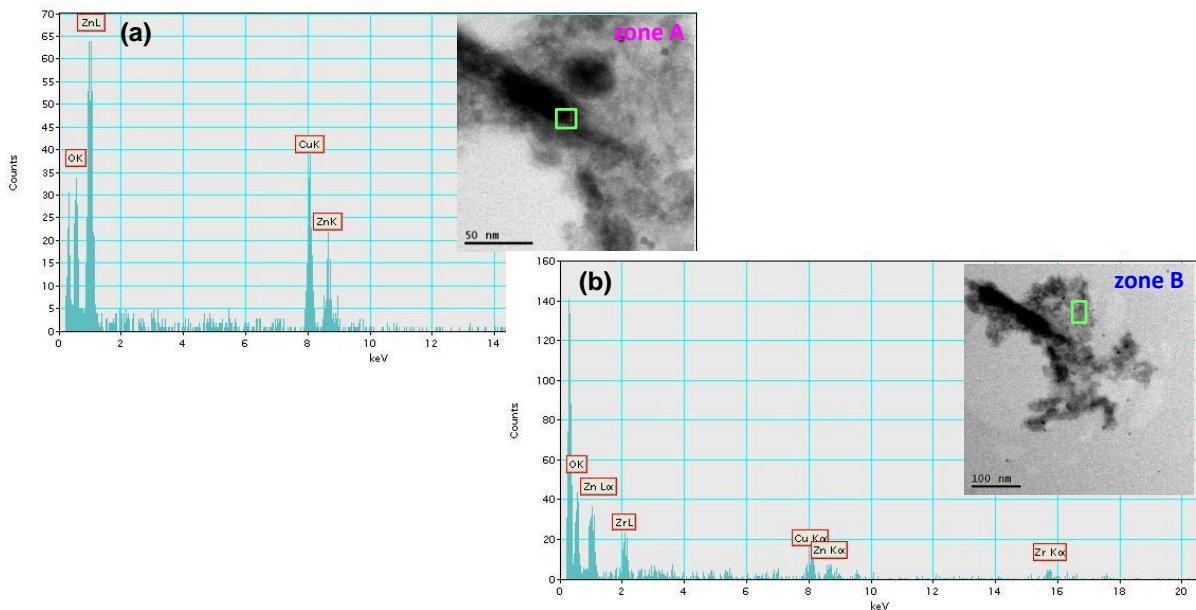 (a)
zone A
70
65
60
55
50
45
40
35
30
25
20
15
10
5
0
Counts
ZnL
OK
CuK
ZnK
50 nm
0 2 4 6 8 10 12 14
keV
(b)
zone B
160
140
120
100
80
60
40
20
0
Counts
OK
Zn Lα
ZrL
Cu Kα
Zn Kα
Zr Kα
100 nm
0 2 4 6 8 10 12 14 16 18 20
keV